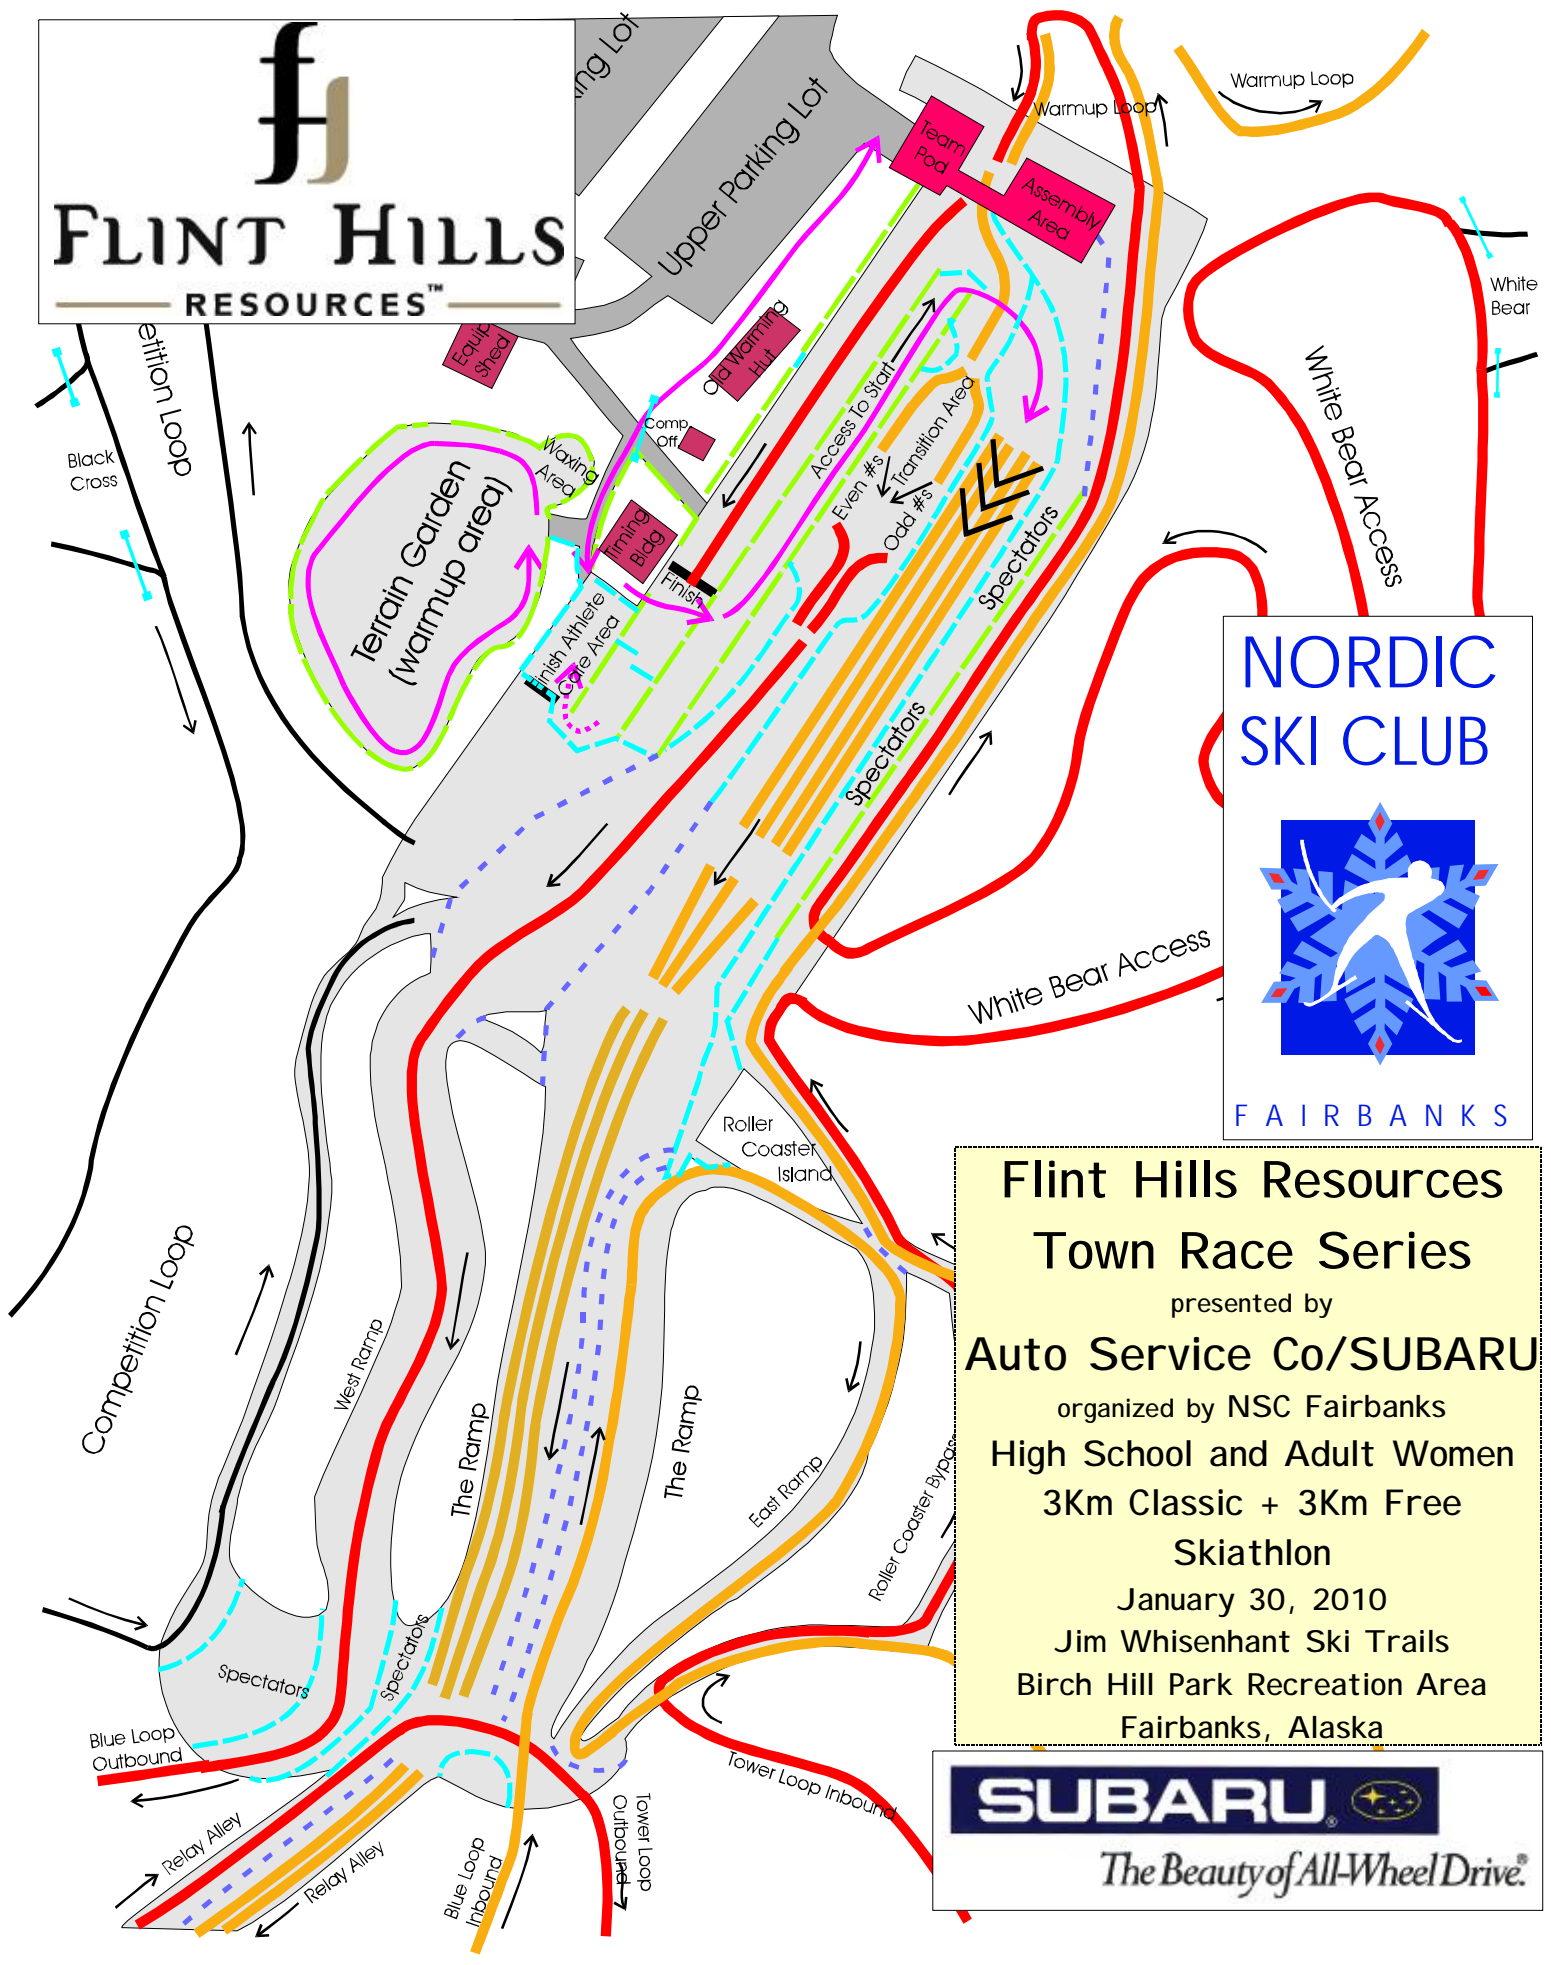 FLINT HILLS
RESOURCES™
ing Lot
Upper Parking Lot
Team
Pod
Assembly
Area
Warmup Loop
Warmup Loop
White
Bear
White Bear Access
Equip
Shed
Old Warming
Hut
Comp
Off.
etition Loop
Black
Cross
Waxing
Area
Terrain Garden
(warmup area)
Timing
Bldg
Finish
Finish Athlete
Care Area
Access To Start
Transition Area
Even #s
Odd #s
Spectators
Spectators
NORDIC
SKI CLUB
FAIRBANKS
White Bear Access
Roller
Coaster
Island
Competition Loop
West Ramp
The Ramp
The Ramp
East Ramp
Roller Coaster Bypas
Spectators
Spectators
Blue Loop
Outbound
Relay Alley
Relay Alley
Blue Loop
Inbound
Tower Loop
Outbound
Tower Loop Inbound
Flint Hills Resources
Town Race Series
presented by
Auto Service Co/SUBARU
organized by NSC Fairbanks
High School and Adult Women
3Km Classic + 3Km Free
Skiathlon
January 30, 2010
Jim Whisenhant Ski Trails
Birch Hill Park Recreation Area
Fairbanks, Alaska
SUBARU®
The Beauty of All-Wheel Drive.®